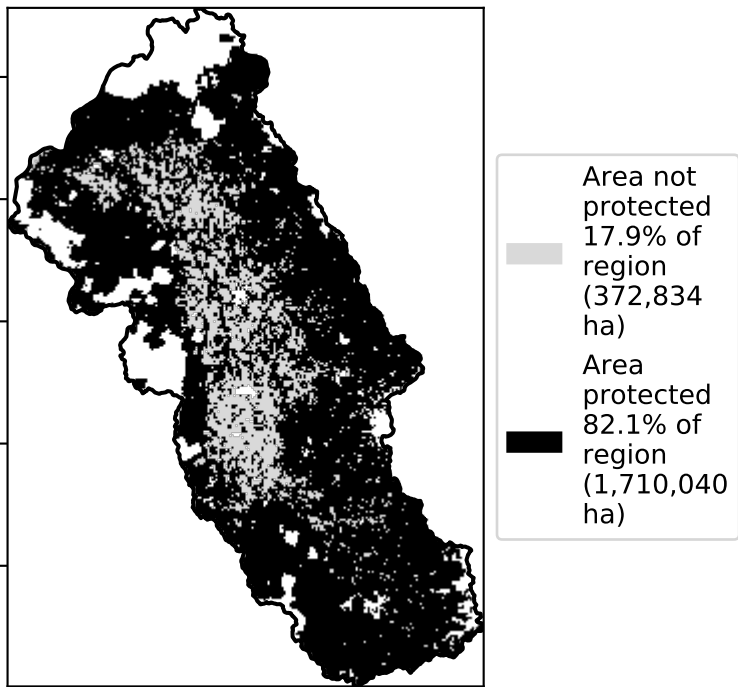 Area not
protected
17.9% of
region
(372,834
ha)
Area
protected
82.1% of
region
(1,710,040
ha)